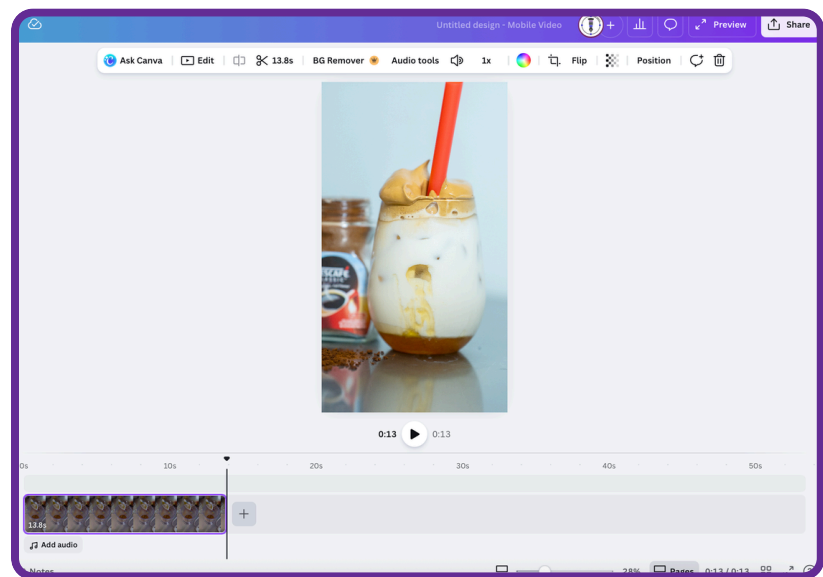 Untitled design - Mobile Video
+
Preview
Share
Ask Canva
Edit
13.8s
BG Remover
Audio tools
1x
Flip
Position
NESCAFÉ
0:13
0:13
0s
10s
20s
30s
40s
50s
13.8s
+
Add audio
Notes
28%
Pages
0:13 / 0:13